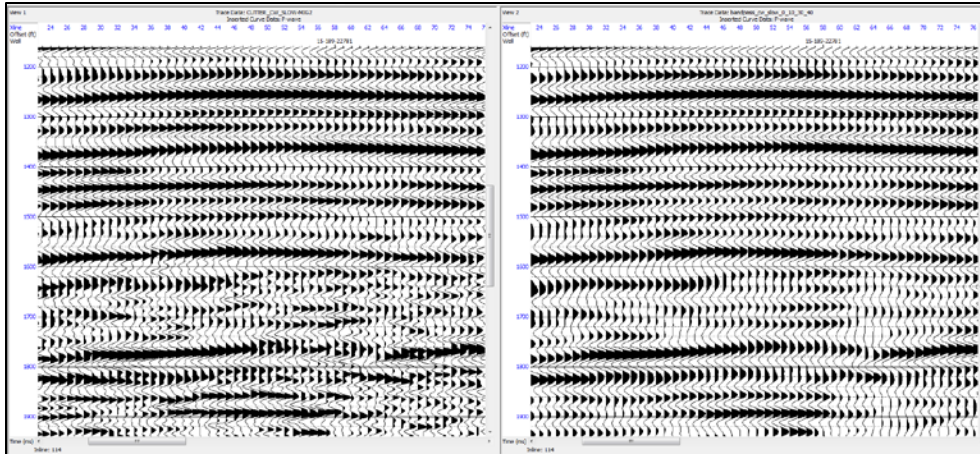 View 1 Trace Data: CLITTER_CWI_SLOW-MIG2
Inserted Curve Data: P-wave
Xline 24 26 28 30 32 34 36 38 40 42 44 46 48 50 52 54 56 58 60 62 64 66 68 70 72 74
Offset (ft)
Well 15-189-22781
1200
1300
1400
1500
1600
1700
1800
1900
Time (ms)
Inline: 114
View 2 Trace Data:
Inserted Curve Data: P-wave
Xline 24 26 28 30 32 34 36 38 40 42 44 46 48 50 52 54 56 58 60 62 64 66 68 70 72 74 76
Offset (ft)
Well 15-189-22781
1200
1300
1400
1500
1600
1700
1800
1900
Time (ms)
Inline: 114